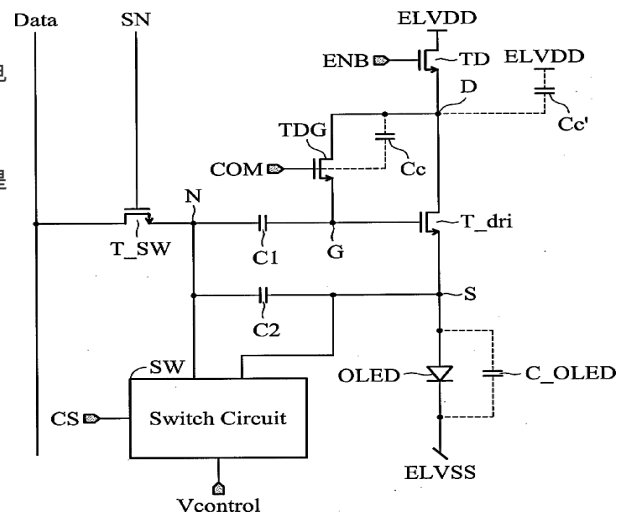 Data
SN
ELVDD
ENB
TD
ELVDD
D
Cc'
TDG
Cc
COM
N
T_SW
C1
G
T_dri
C2
S
SW
OLED
C_OLED
CS
Switch Circuit
ELVSS
Vcontrol